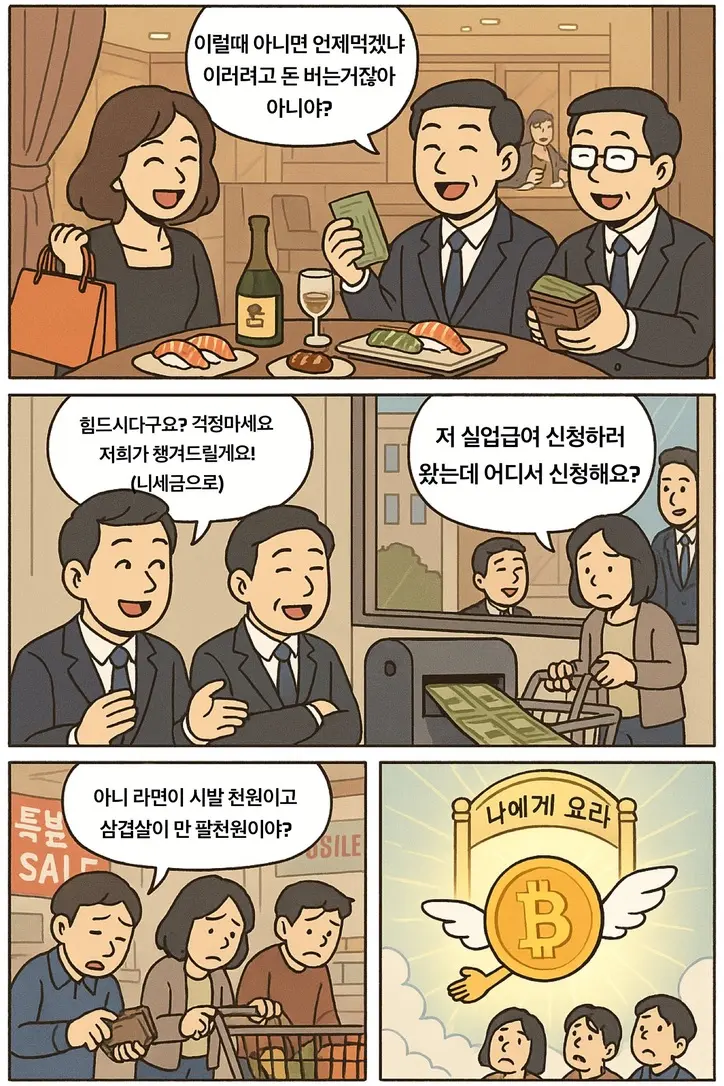 이럴때 아니면 언제먹겠냐
이러려고 돈 버는거잖아
아니야?
힘드시다구요? 걱정마세요
저희가 챙겨드릴게요!
(니세금으로)
저 실업급여 신청하러
왔는데 어디서 신청해요?
아니 라면이 시발 천원이고
삼겹살이 만 팔천원이야?
SALE
나에게 요라